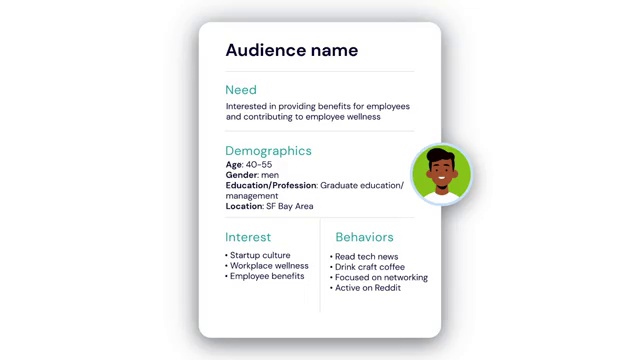 Audience name
Need
Interested in providing benefits for employees
and contributing to employee wellness
Demographics
Age: 40-55
Gender: men
Education/Profession: Graduate education/
management
Location: SF Bay Area
Interest
• Startup culture
• Workplace wellness
• Employee benefits
Behaviors
• Read tech news
• Drink craft coffee
• Focused on networking
• Active on Reddit